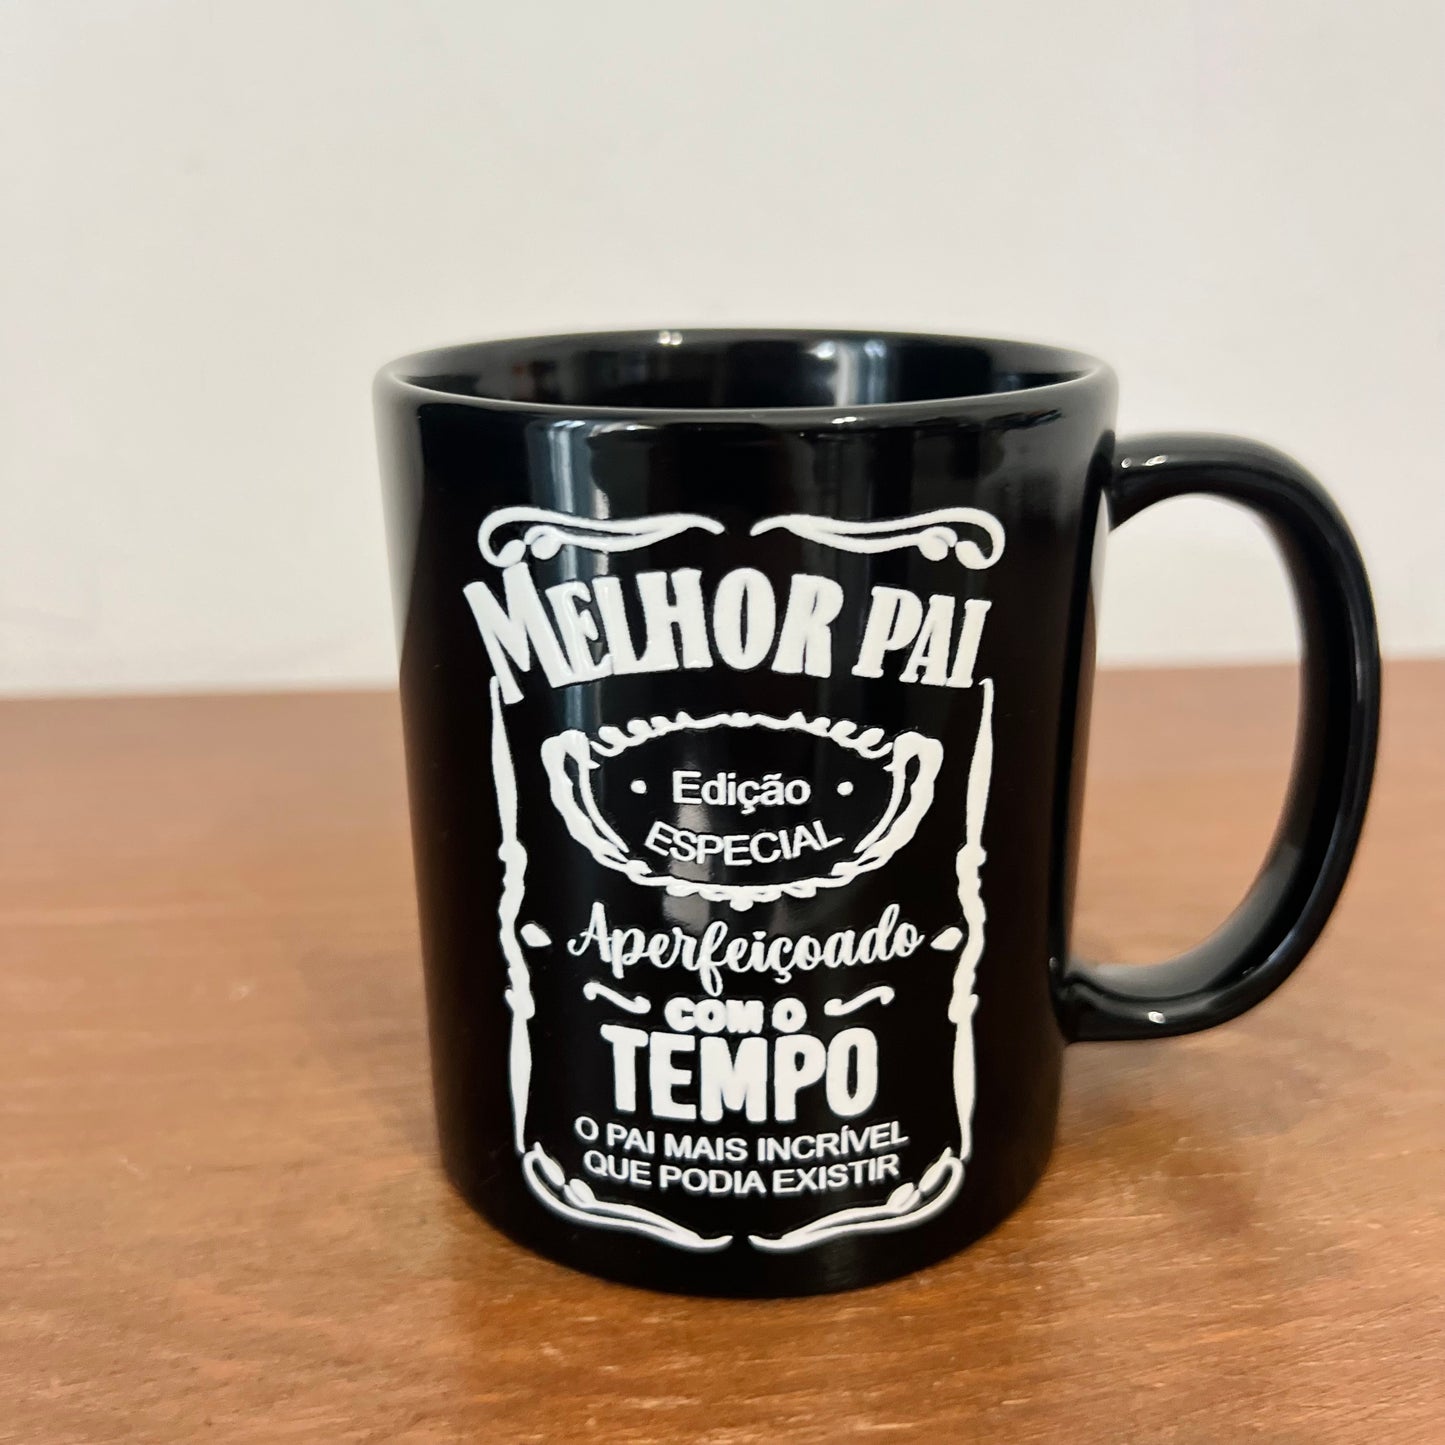 MELHOR PAI
Edição
ESPECIAL
Aperfeiçoado
COM O
TEMPO
O PAI MAIS INCRÍVEL
QUE PODIA EXISTIR